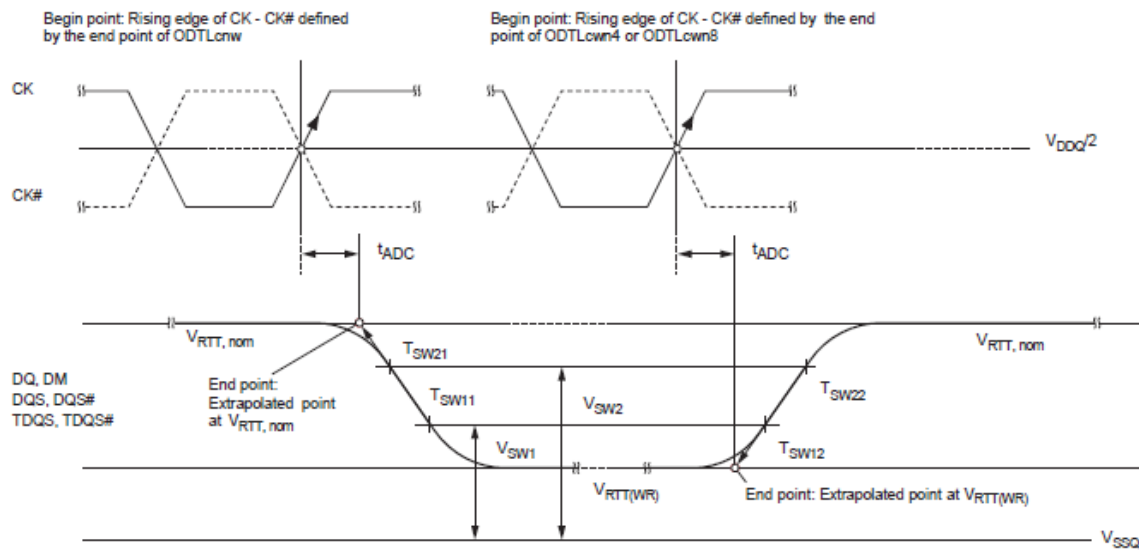 Begin point: Rising edge of CK - CK# defined
by the end point of ODTLcnw
Begin point: Rising edge of CK - CK# defined by the end
point of ODTLcwn4 or ODTLcwn8
CK
VDDQ/2
CK#
tADC
tADC
VRTT, nom
VRTT, nom
TSW21
DQ, DM
DQS, DQS#
TDQS, TDQS#
End point:
Extrapolated point
at VRTT, nom
TSW11
VSW2
TSW22
VSW1
TSW12
VRTT(WR)
End point: Extrapolated point at VRTT(WR)
VSSQ